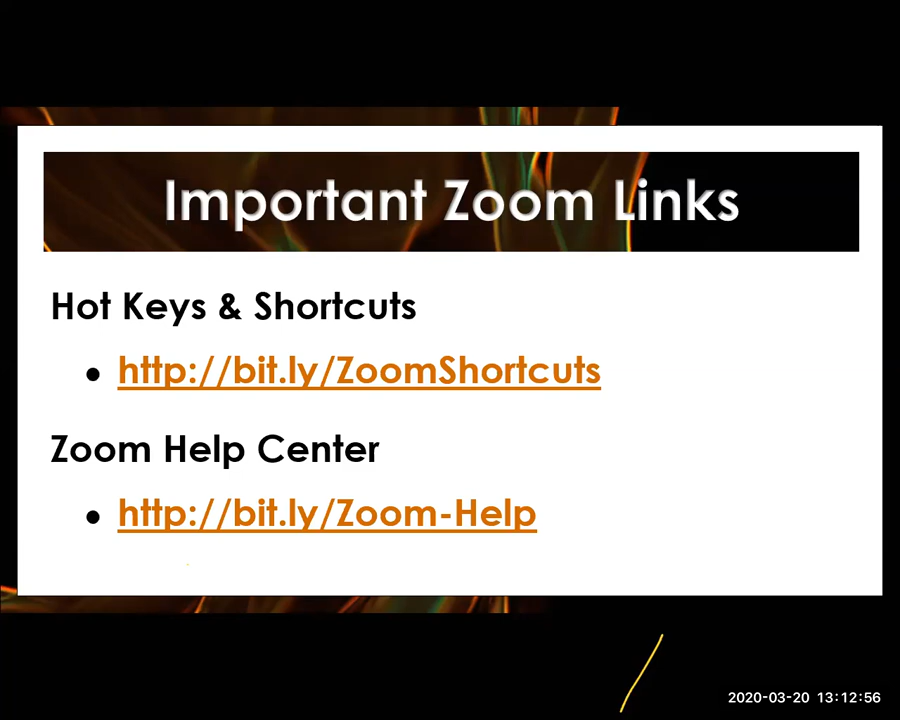 Important Zoom Links
Hot Keys & Shortcuts
• http://bit.ly/ZoomShortcuts
Zoom Help Center
• http://bit.ly/Zoom-Help
2020-03-20 13:12:56